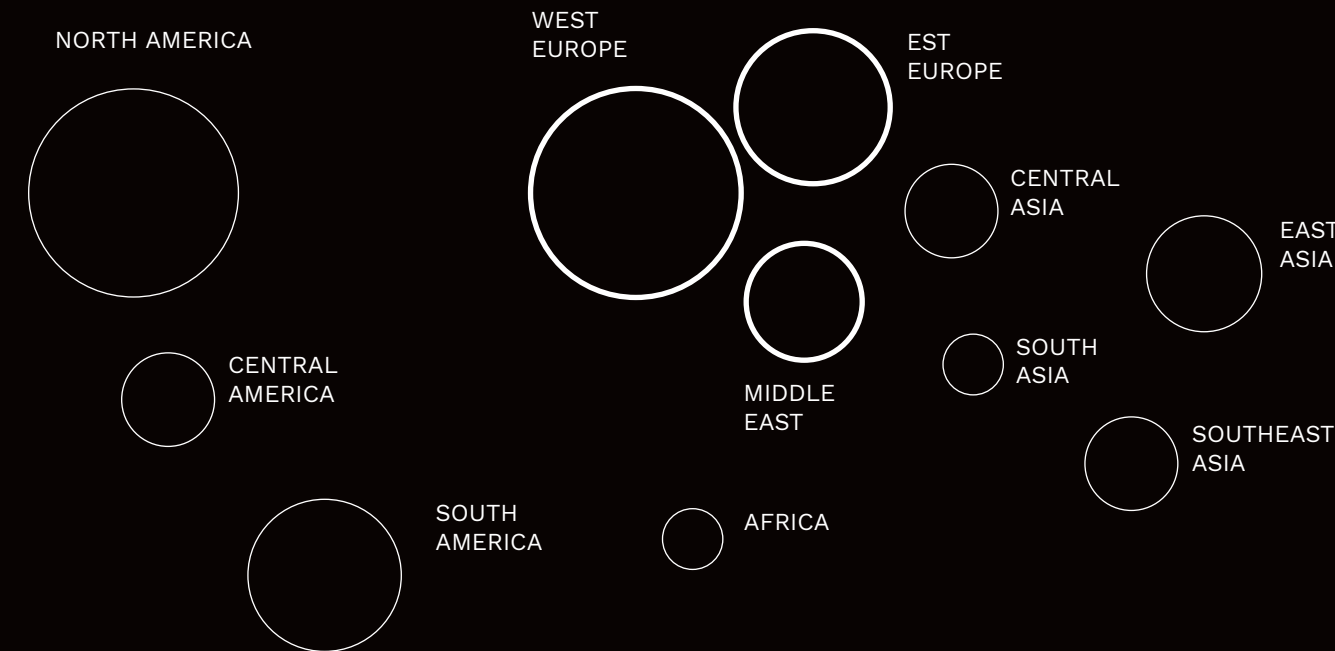 NORTH AMERICA
WEST
EUROPE
EST
EUROPE
CENTRAL
ASIA
EAST
ASIA
CENTRAL
AMERICA
SOUTH
ASIA
MIDDLE
EAST
SOUTHEAST
ASIA
SOUTH
AMERICA
AFRICA